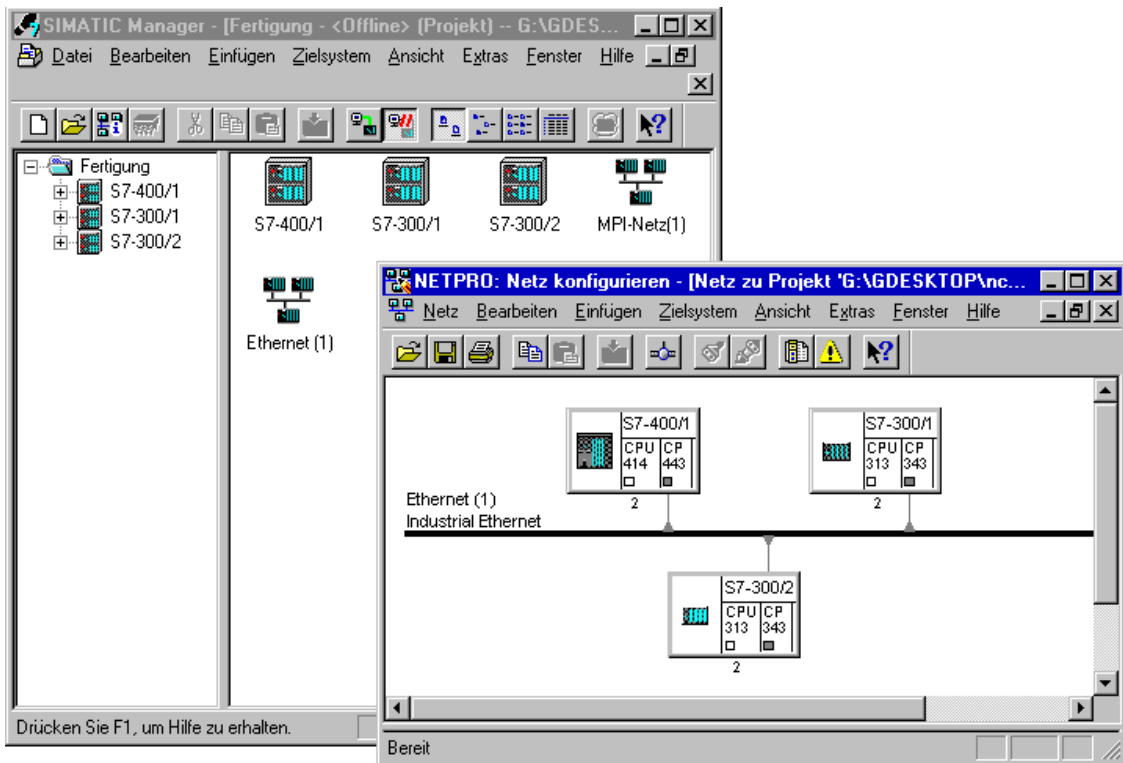 SIMATIC Manager - [Fertigung - <Offline> (Projekt) -- G:\GDES...
Datei Bearbeiten Einfügen Zielsystem Ansicht Extras Fenster Hilfe
Fertigung
S7-400/1
S7-300/1
S7-300/2
S7-400/1 S7-300/1 S7-300/2 MPI-Netz(1)
Ethernet (1)
Drücken Sie F1, um Hilfe zu erhalten.
NETPRO: Netz konfigurieren - [Netz zu Projekt 'G:\GDESKTOP\nc...
Netz Bearbeiten Einfügen Zielsystem Ansicht Extras Fenster Hilfe
S7-400/1
CPU CP
414 443
2
S7-300/1
CPU CP
313 343
2
Ethernet (1)
Industrial Ethernet
S7-300/2
CPU CP
313 343
2
Bereit